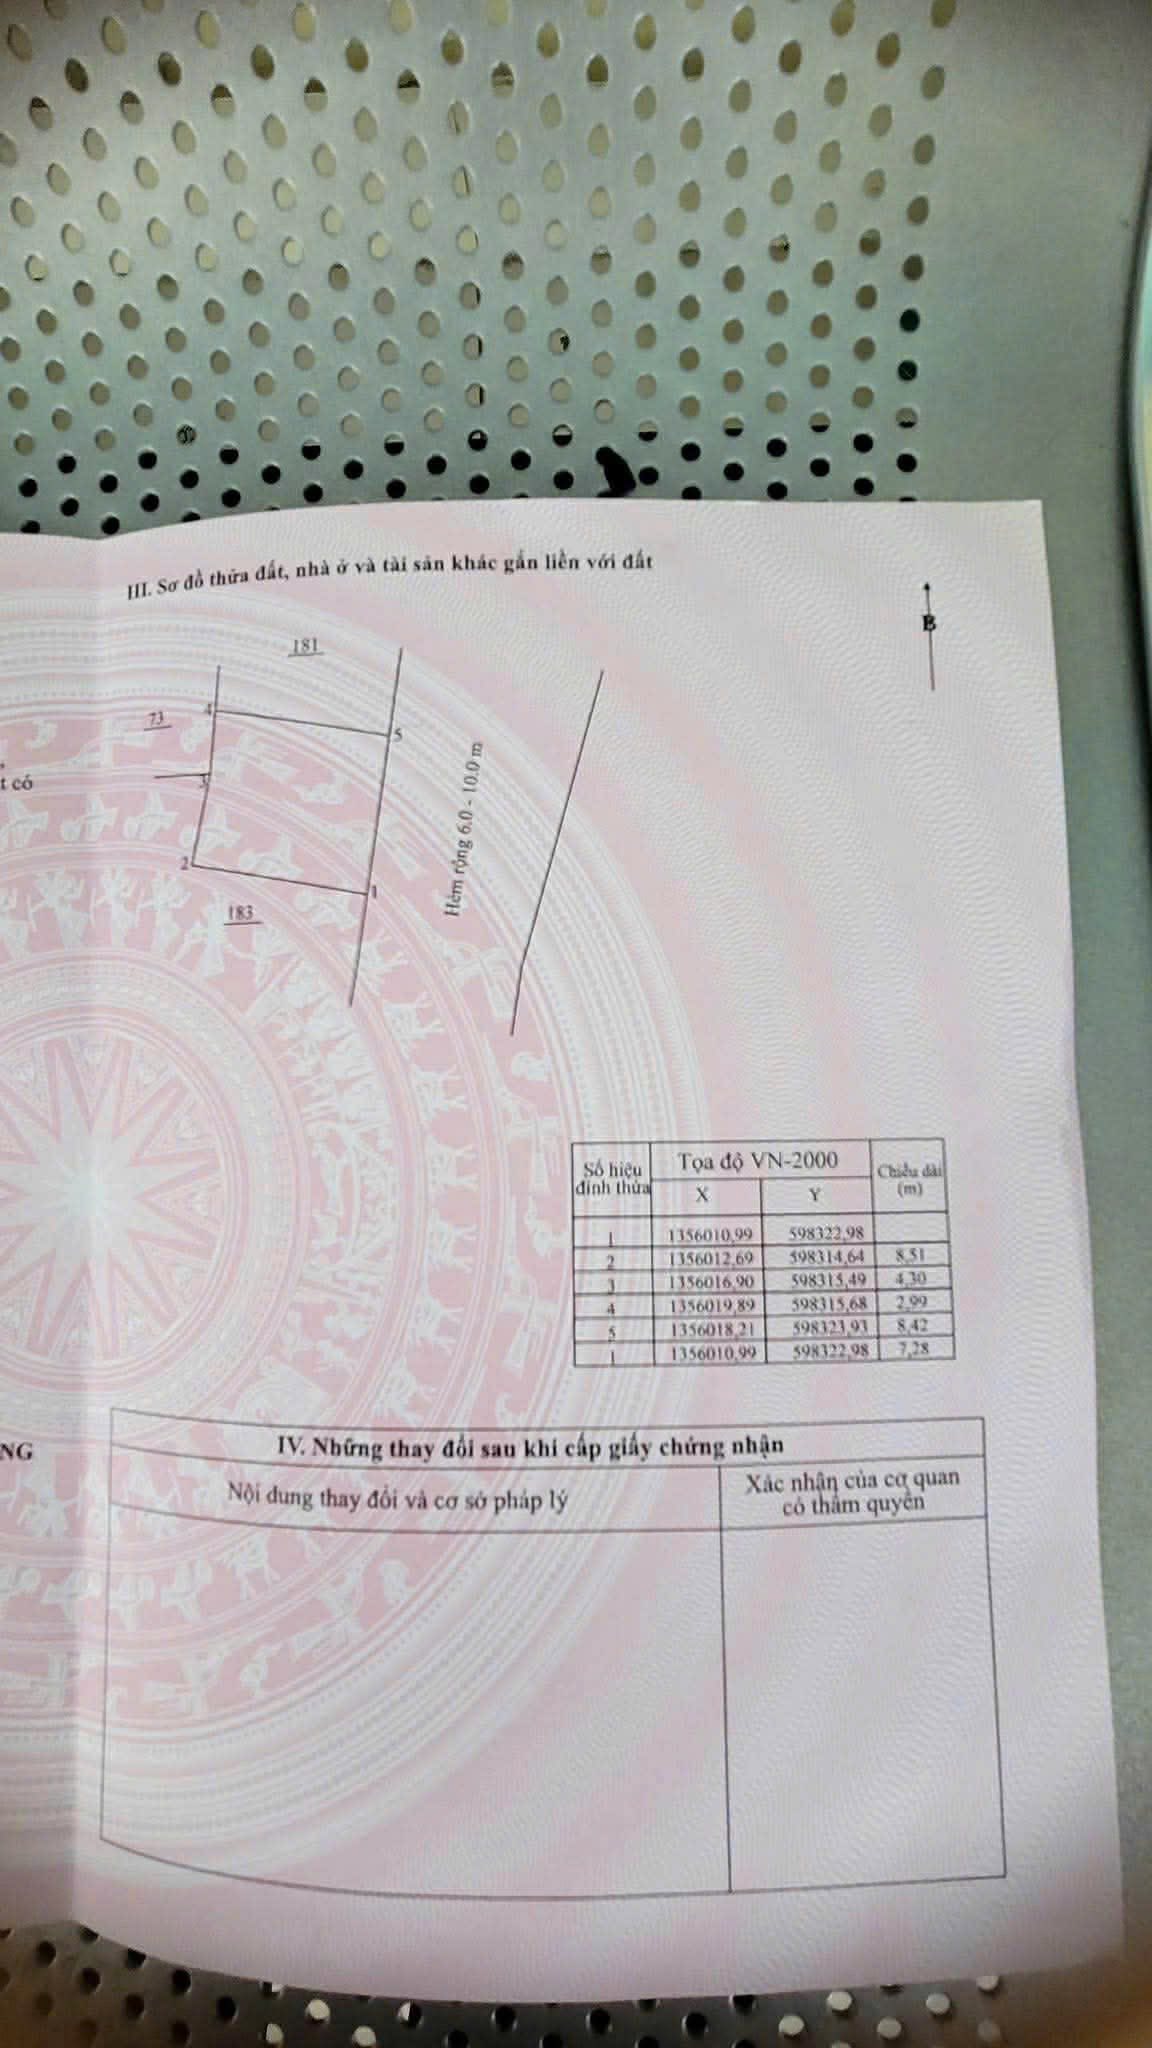 III. Sơ đồ thửa đất, nhà ở và tài sản khác gắn liền với đất
B
181
4
73
5
3
t có
2
1
183
Hẻm rộng 6.0 - 10.0 m
Số hiệu đỉnh thửa Tọa độ VN-2000 Chiều dài (m)
X Y
1 1356010,99 598322,98
2 1356012,69 598314,64 8,51
3 1356016,90 598315,49 4,30
4 1356019,89 598315,68 2,99
5 1356018,21 598323,93 8,42
1 1356010,99 598322,98 7,28
NG
IV. Những thay đổi sau khi cấp giấy chứng nhận
Nội dung thay đổi và cơ sở pháp lý
Xác nhận của cơ quan
có thẩm quyền